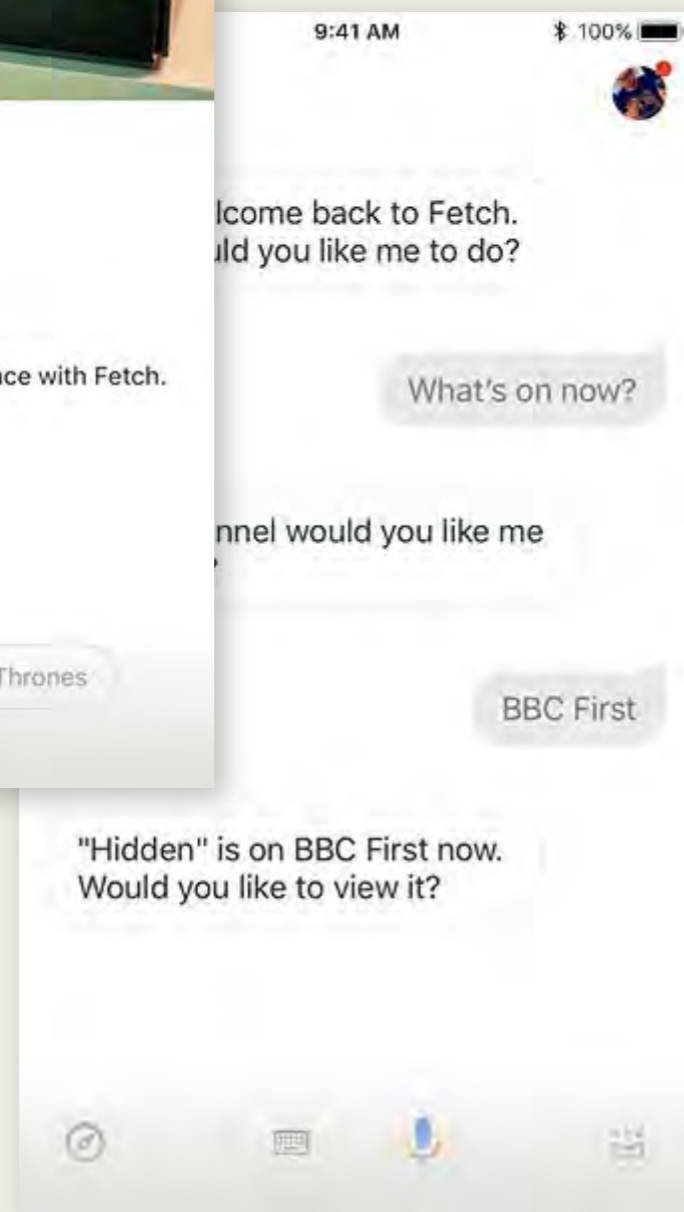 9:41 AM
100%
lcome back to Fetch.
uld you like me to do?
ce with Fetch.
What's on now?
nnel would you like me
?
Thrones
BBC First
"Hidden" is on BBC First now.
Would you like to view it?